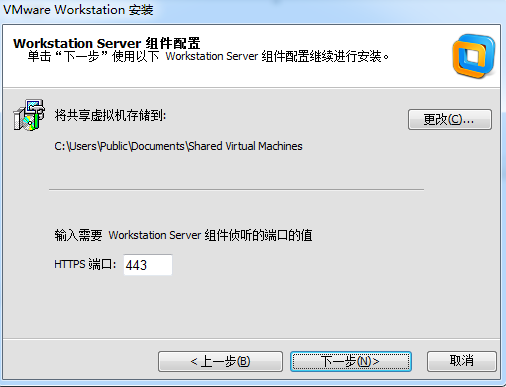 VMware Workstation 安装
Workstation Server 组件配置
单击“下一步”使用以下 Workstation Server 组件配置继续进行安装。
将共享虚拟机存储到:
更改(C)...
C:\Users\Public\Documents\Shared Virtual Machines
输入需要 Workstation Server 组件侦听的端口的值
HTTPS 端口: 443
< 上一步(B)
下一步(N)>
取消